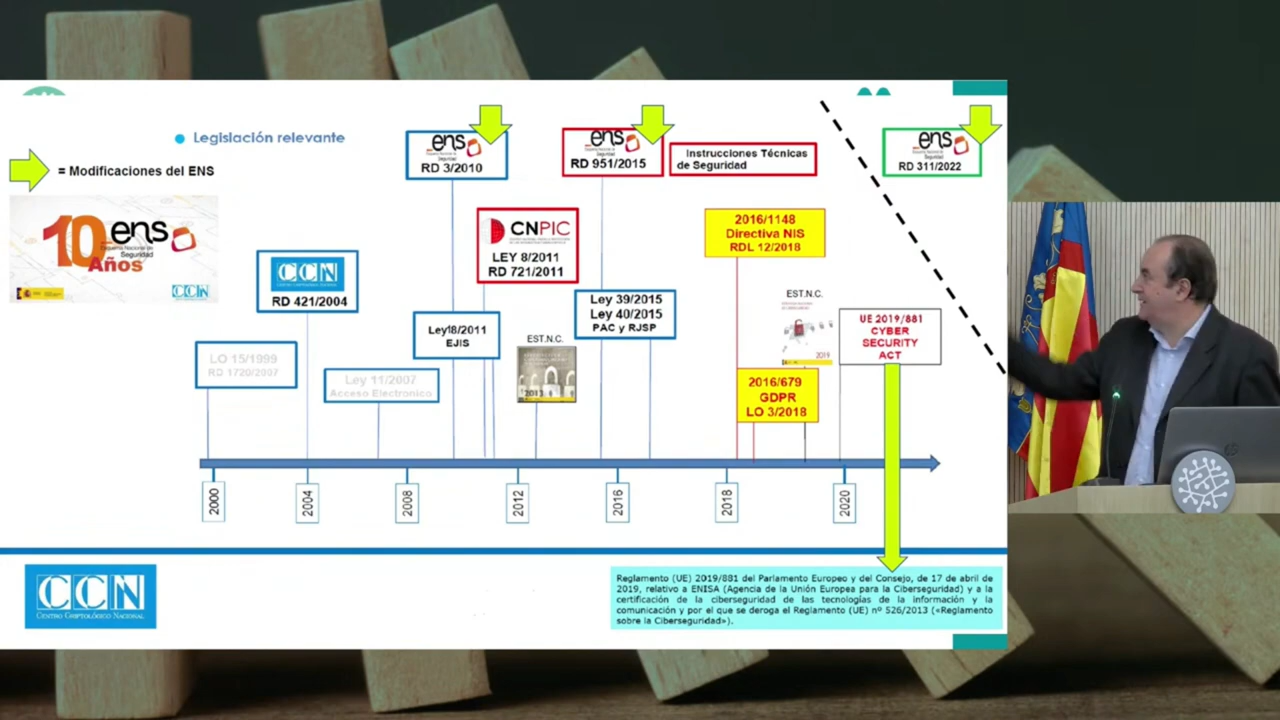 Legislación relevante
= Modificaciones del ENS
10 Años
ens
Esquema Nacional de
Seguridad
CCN
ens
RD 3/2010
ens
RD 951/2015
Instrucciones Técnicas
de Seguridad
ens
RD 311/2022
CNPIC
LEY 8/2011
RD 721/2011
2016/1148
Directiva NIS
RDL 12/2018
CCN
RD 421/2004
Ley18/2011
EJIS
Ley 39/2015
Ley 40/2015
PAC y RJSP
EST.N.C.
2019
UE 2019/881
CYBER
SECURITY
ACT
LO 15/1999
RD 1720/2007
Ley 11/2007
Acceso Electronico
EST.N.C.
2013
2016/679
GDPR
LO 3/2018
2000
2004
2008
2012
2016
2018
2020
CCN
CENTRO CRIPTOLÓGICO NACIONAL
Reglamento (UE) 2019/881 del Parlamento Europeo y del Consejo, de 17 de abril de
2019, relativo a ENISA (Agencia de la Unión Europea para la Ciberseguridad) y a la
certificación de la ciberseguridad de las tecnologías de la información y la
comunicación y por el que se deroga el Reglamento (UE) nº 526/2013 («Reglamento
sobre la Ciberseguridad»).